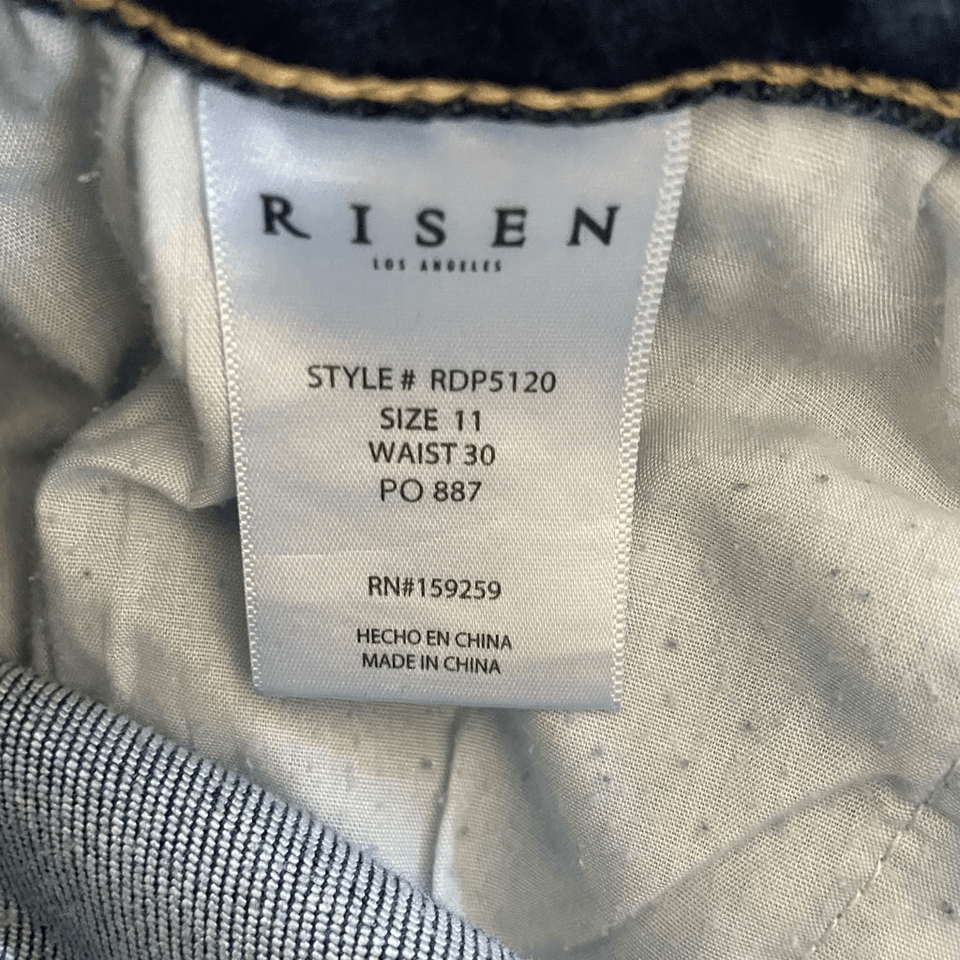 RISEN
LOS ANGELES
STYLE # RDP5120
SIZE 11
WAIST 30
PO 887
RN#159259
HECHO EN CHINA
MADE IN CHINA